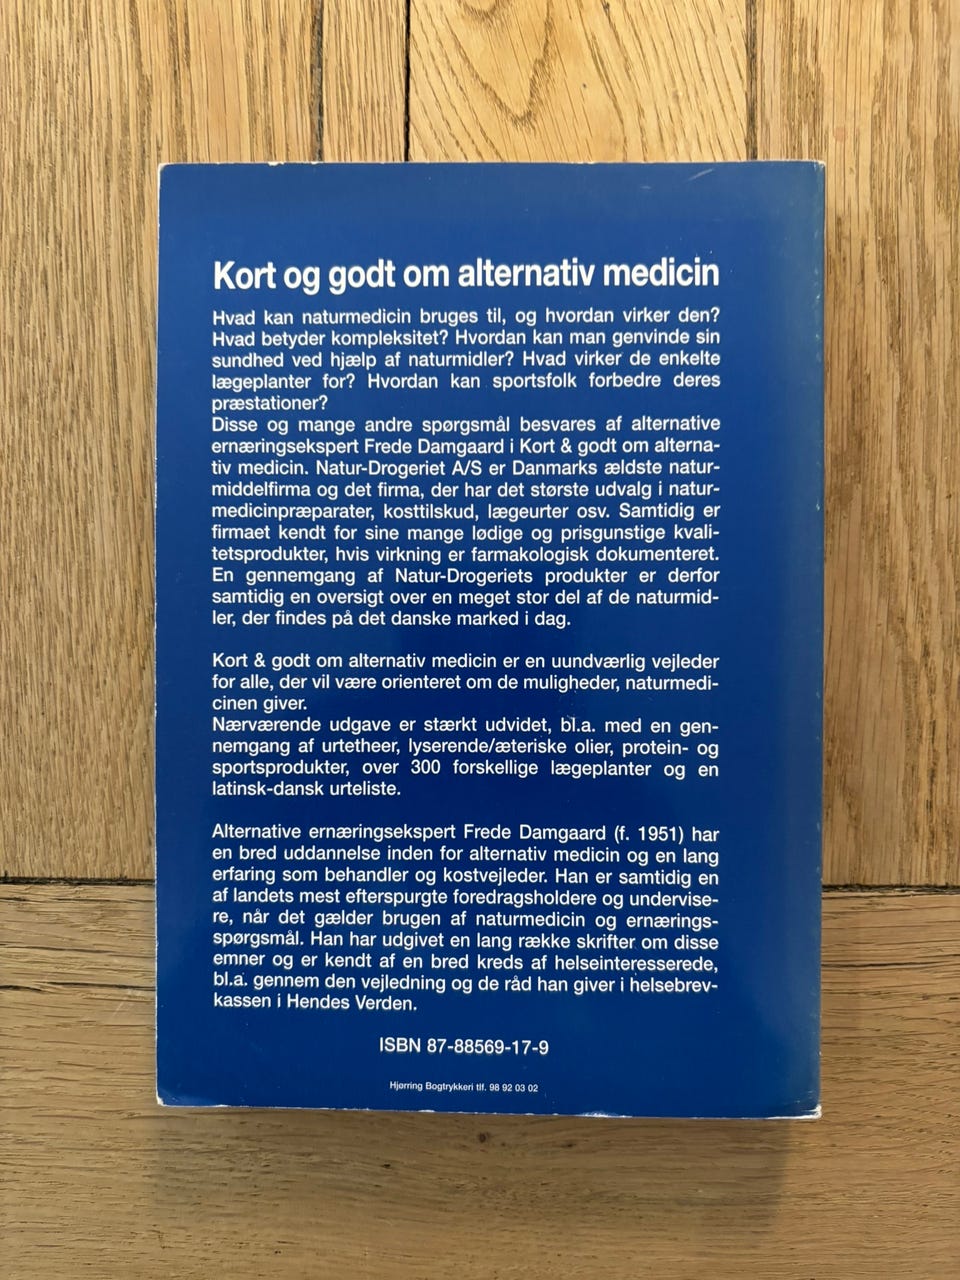 Kort og godt om alternativ medicin
Hvad kan naturmedicin bruges til, og hvordan virker den?
Hvad betyder kompleksitet? Hvordan kan man genvinde sin
sundhed ved hjælp af naturmidler? Hvad virker de enkelte
lægeplanter for? Hvordan kan sportsfolk forbedre deres
præstationer?
Disse og mange andre spørgsmål besvares af alternative
ernæringsekspert Frede Damgaard i Kort & godt om alterna-
tiv medicin. Natur-Drogeriet A/S er Danmarks ældste natur-
middelfirma og det firma, der har det største udvalg i natur-
medicinpræparater, kosttilskud, lægeurter osv. Samtidig er
firmaet kendt for sine mange lødige og prisgunstige kvali-
tetsprodukter, hvis virkning er farmakologisk dokumenteret.
En gennemgang af Natur-Drogeriets produkter er derfor
samtidig en oversigt over en meget stor del af de naturmid-
ler, der findes på det danske marked i dag.
Kort & godt om alternativ medicin er en uundværlig vejleder
for alle, der vil være orienteret om de muligheder, naturmedi-
cinen giver.
Nærværende udgave er stærkt udvidet, bl.a. med en gen-
nemgang af urtetheer, lyserende/æteriske olier, protein- og
sportsprodukter, over 300 forskellige lægeplanter og en
latinsk-dansk urteliste.
Alternative ernæringsekspert Frede Damgaard (f. 1951) har
en bred uddannelse inden for alternativ medicin og en lang
erfaring som behandler og kostvejleder. Han er samtidig en
af landets mest efterspurgte foredragsholdere og undervise-
re, når det gælder brugen af naturmedicin og ernærings-
spørgsmål. Han har udgivet en lang række skrifter om disse
emner og er kendt af en bred kreds af helseinteresserede,
bl.a. gennem den vejledning og de råd han giver i helsebrev-
kassen i Hendes Verden.
ISBN 87-88569-17-9
Hjørring Bogtrykkeri tlf. 98 92 03 02